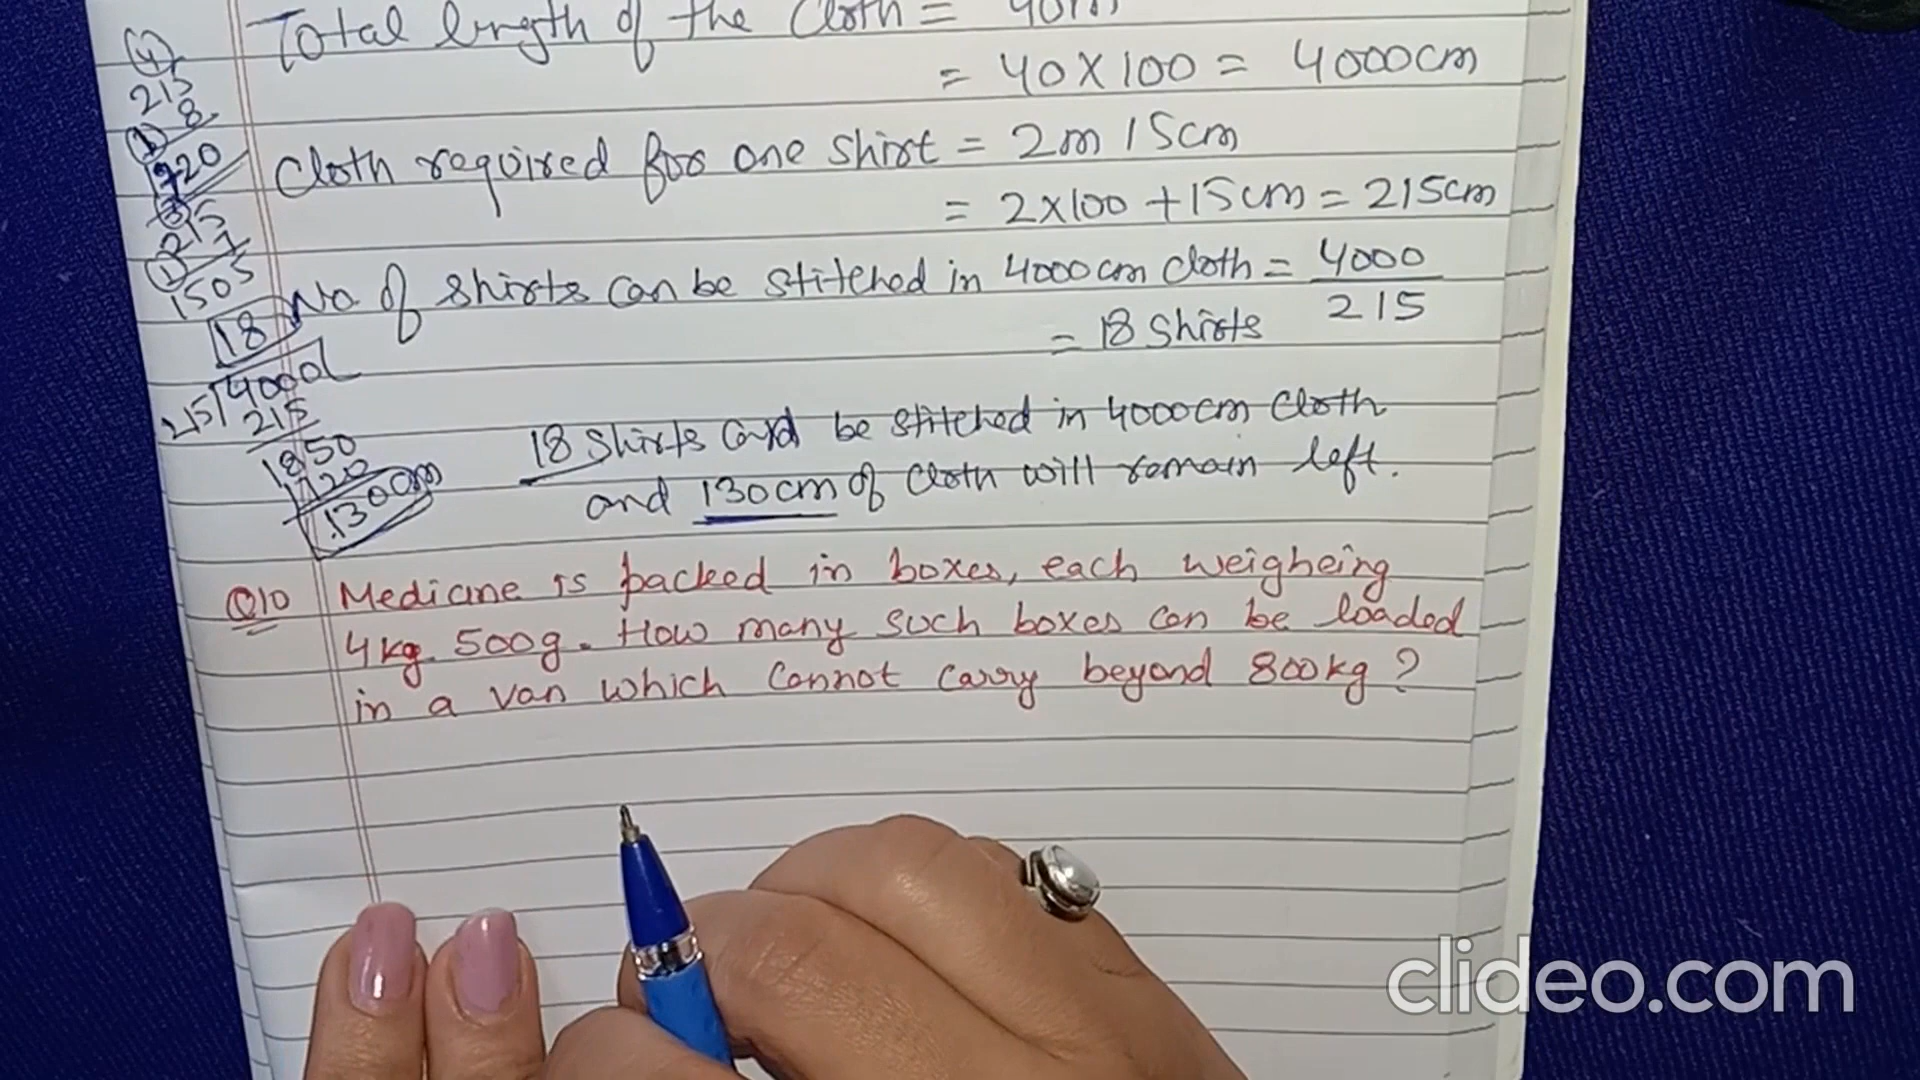 Total length of the cloth = 40m
= 40 X 100 = 4000cm
Cloth required for one shirt = 2m 15cm
= 2X100 + 15cm = 215cm
No of shirts can be stitched in 4000cm cloth = 4000
215
= 18 shirts
18 shirts be stitched in 4000cm cloth
and 130cm of cloth will remain left.
4
215
8
1
1720
3
215
7
1
1505
18
215 4000
215
1850
1720
130cm
Q10 Medicine is packed in boxes, each weigheing
4kg 500g. How many such boxes can be loaded
in a van which cannot carry beyond 800kg?
clideo.com